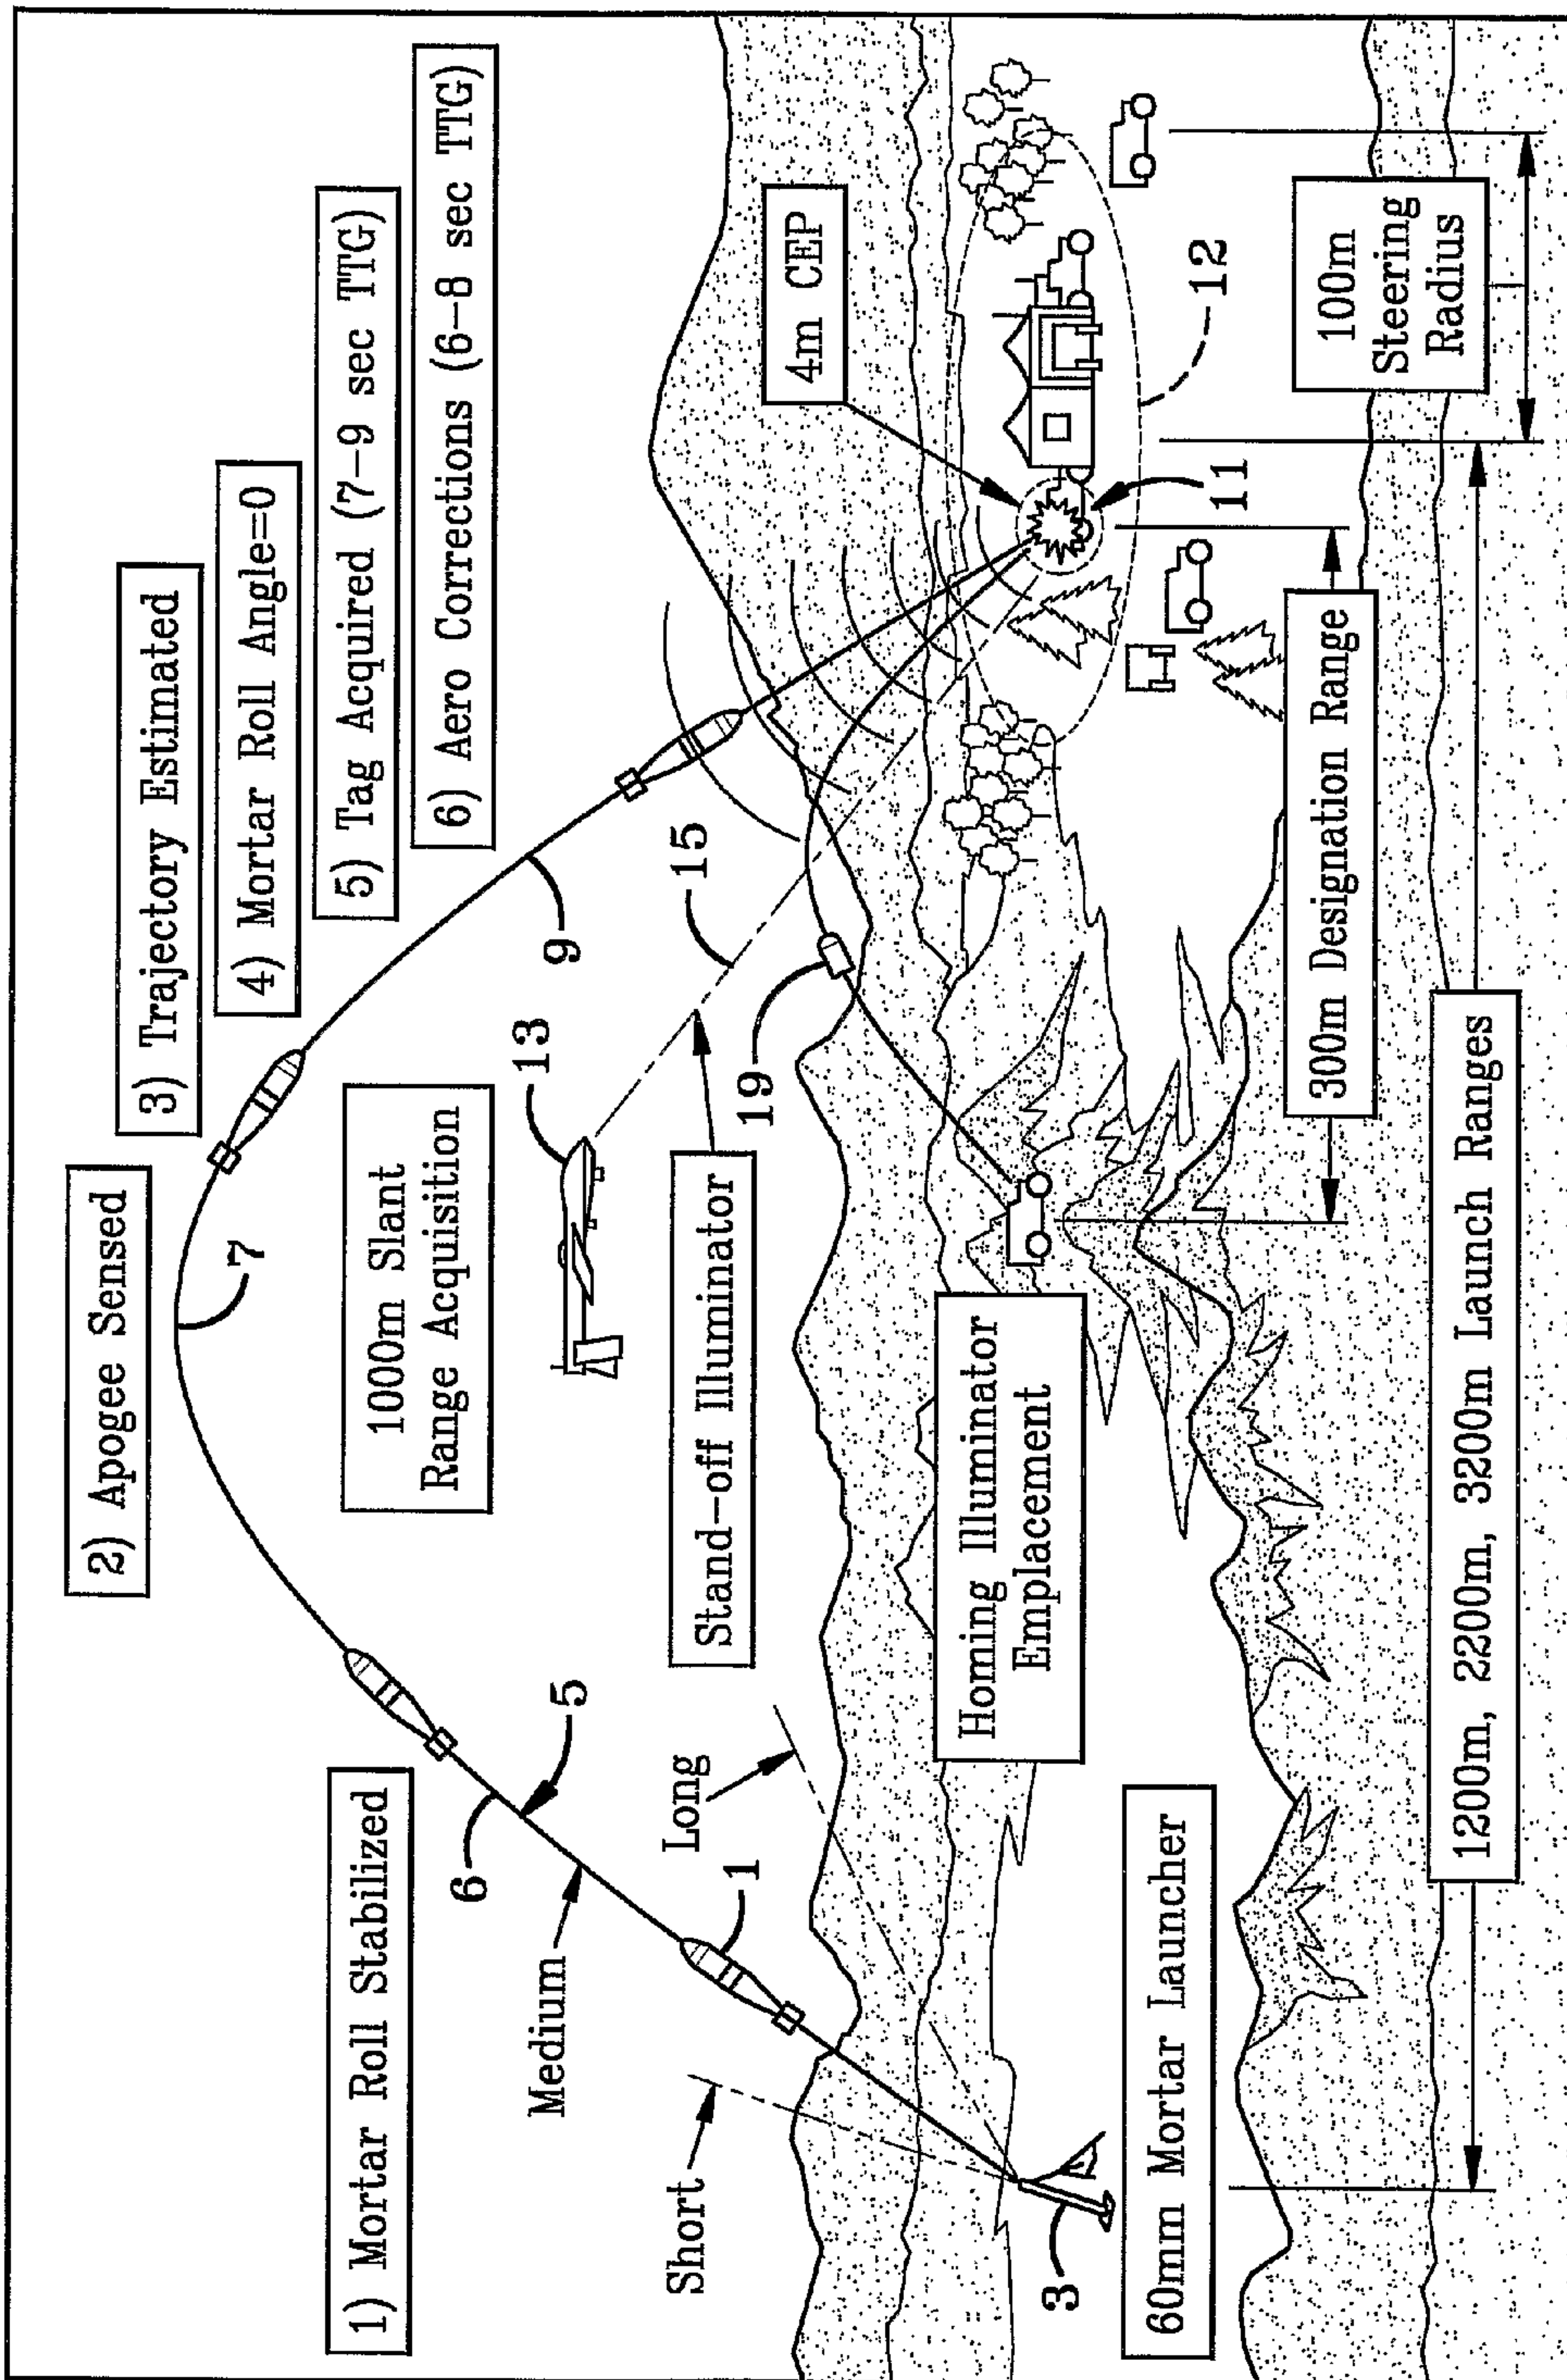 2) Apogee Sensed
3) Trajectory Estimated
4) Mortar Roll Angle=0
5) Tag Acquired (7-9 sec TTG)
6) Aero Corrections (6-8 sec TTG)
7
1) Mortar Roll Stabilized
1000m Slant
Range Acquisition
13
9
6
5
Medium
15
Stand-off Illuminator
Short
Long
1
19
4m CEP
Homing Illuminator
Emplacement
3
60mm Mortar Launcher
11
12
300m Designation Range
100m
Steering
Radius
1200m, 2200m, 3200m Launch Ranges